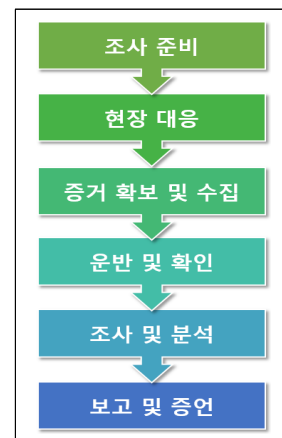 조사 준비
현장 대응
증거 확보 및 수집
운반 및 확인
조사 및 분석
보고 및 증언